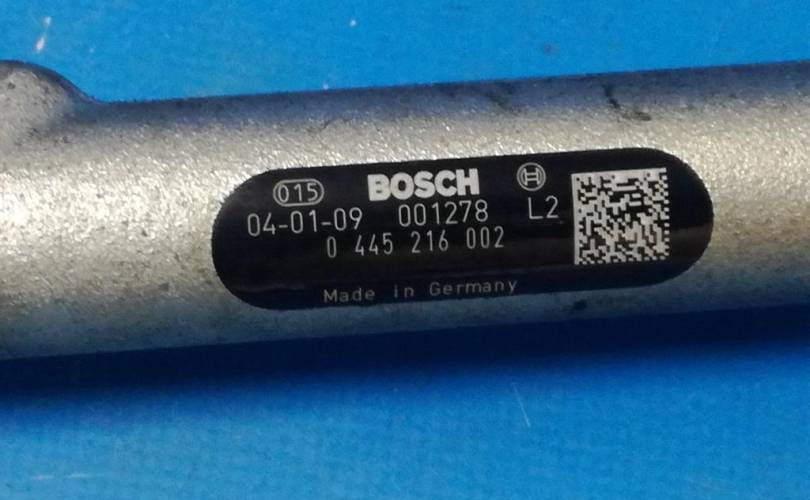 015 BOSCH
04-01-09 001278 L2
0 445 216 002
Made in Germany